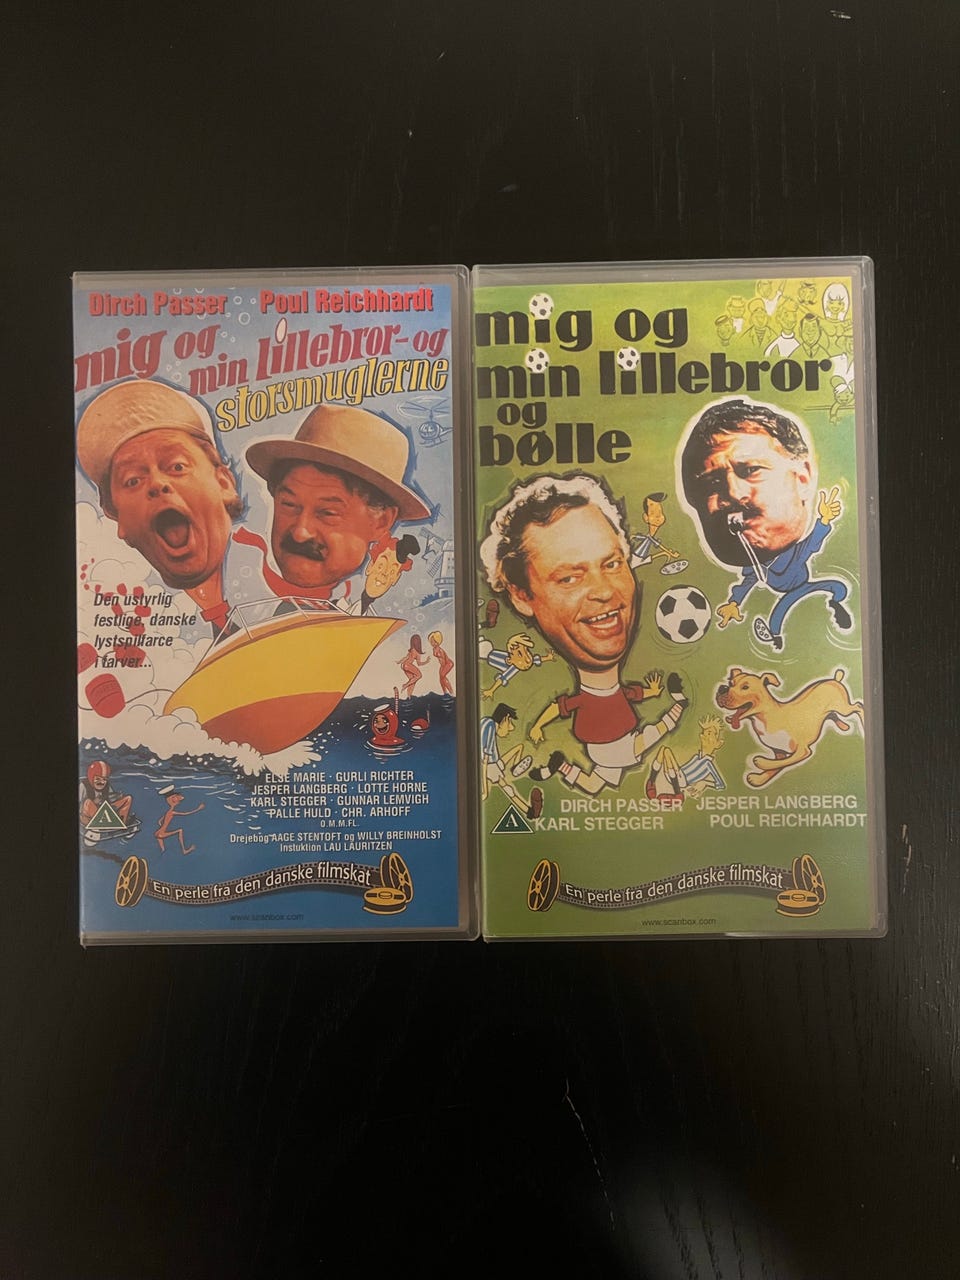 Dirch Passer Poul Reichhardt
mig og
min lillebror-og
storsmuglerne
Den ustyrlig
festlige, danske
lystspilfarce
i farver...
ELSE MARIE · GURLI RICHTER
JESPER LANGBERG · LOTTE HORNE
KARL STEGGER · GUNNAR LEMVIGH
PALLE HULD · CHR. ARHOFF
O.M.M.FL.
Drejebog AAGE STENTOFT og WILLY BREINHOLST
Instuktion LAU LAURITZEN
A
En perle fra den danske filmskat
www.scanbox.com
mig og
min lillebror
og
bølle
DIRCH PASSER JESPER LANGBERG
A KARL STEGGER POUL REICHHARDT
En perle fra den danske filmskat
www.scanbox.com